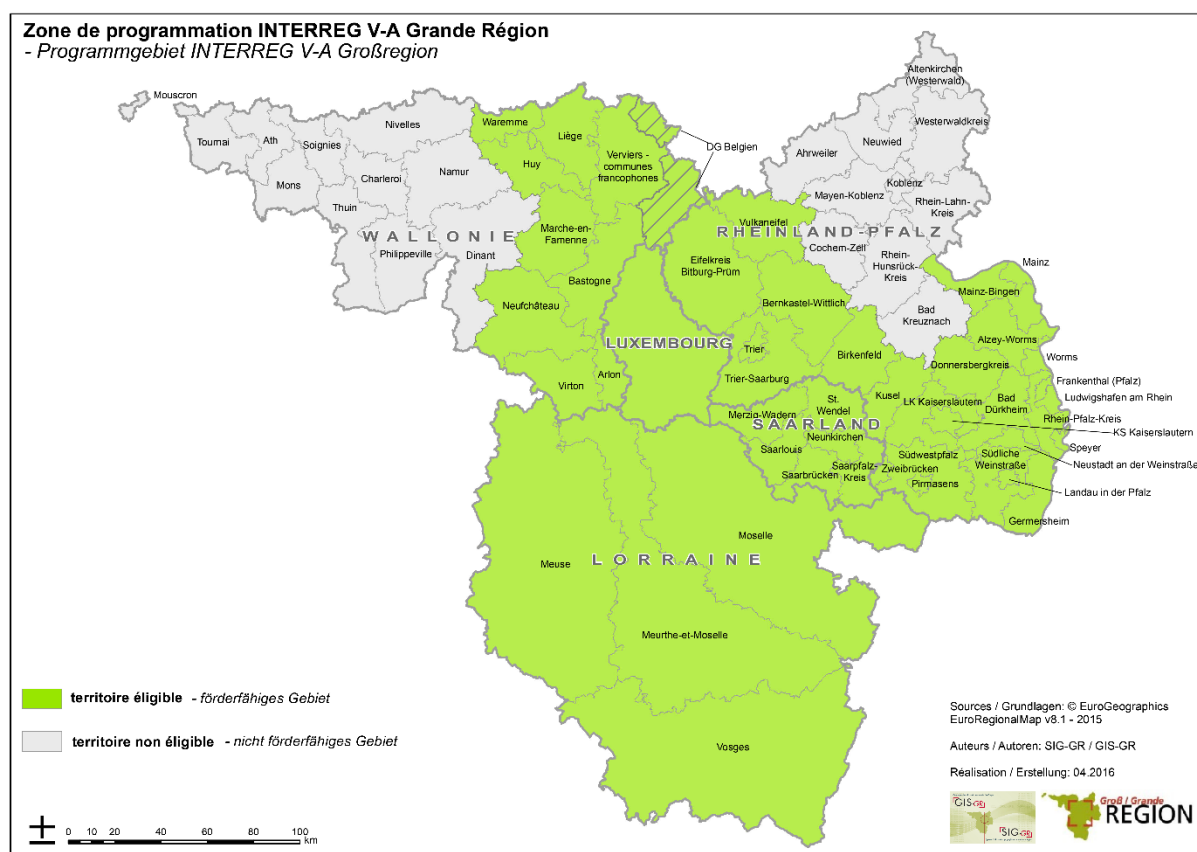 Zone de programmation INTERREG V-A Grande Région
- Programmgebiet INTERREG V-A Großregion
Altenkirchen
(Westerwald)
Mouscron
Nivelles
Waremme
Liège
Westerwaldkreis
Tournai
Ath
Soignies
DG Belgien
Neuwied
Ahrweiler
Huy
Verviers -
communes
francophones
Namur
Charleroi
Mons
Koblenz
Mayen-Koblenz
Thuin
Rhein-Lahn-
Kreis
Vulkaneifel
Marche-en-
Famenne
RHEINLAND-PFALZ
WALLONIE
Cochem-Zell
Philippeville
Dinant
Rhein-
Hunsrück-
Kreis
Eifelkreis
Bitburg-Prüm
Mainz
Bastogne
Mainz-Bingen
Neufchâteau
Bernkastel-Wittlich
Bad
Kreuznach
LUXEMBOURG
Alzey-Worms
Trier
Birkenfeld
Worms
Donnersbergkreis
Arlon
Trier-Saarburg
Virton
Frankenthal (Pfalz)
Kusel
LK Kaiserslautern
Bad
Dürkheim
Ludwigshafen am Rhein
St.
Wendel
Merzig-Wadern
SAARLAND
Rhein-Pfalz-Kreis
KS Kaiserslautern
Neunkirchen
Speyer
Saarlouis
Südwestpfalz
Südliche
Weinstraße
Neustadt an der Weinstraße
Saarbrücken
Saarpfalz-
Kreis
Zweibrücken
Pirmasens
Landau in der Pfalz
Germersheim
Moselle
Meuse
LORRAINE
Meurthe-et-Moselle
Vosges
territoire éligible - förderfähiges Gebiet
territoire non éligible - nicht förderfähiges Gebiet
Sources / Grundlagen: © EuroGeographics
EuroRegionalMap v8.1 - 2015
Auteurs / Autoren: SIG-GR / GIS-GR
Réalisation / Erstellung: 04.2016
0 10 20 40 60 80 100
km
GIS-GR
SIG-GR
Groß / Grande
REGION